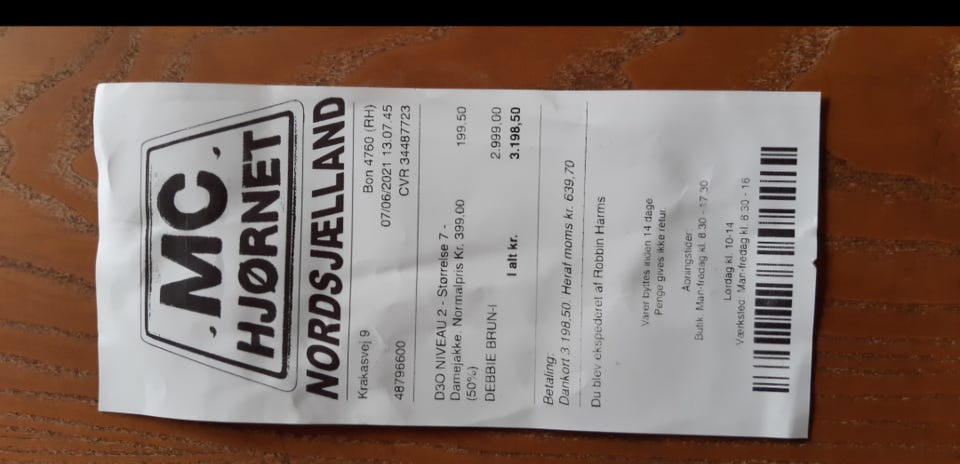 MC
HJØRNET
NORDSJÆLLAND
Krakasvej 9 Bon 4760 (RH)
07/06/2021 13.07.45
48796600 CVR 34487723
D3O NIVEAU 2 - Størrelse 7 -
Damejakke. Normalpris Kr. 399,00 199.50
(50%)
DEBBIE BRUN-I 2.999,00
I alt kr. 3.198,50
Betaling:
Dankort 3.198,50. Heraf moms kr. 639,70
Du blev ekspederet af Robbin Harms
Varer byttes inden 14 dage
Penge gives ikke retur.
Åbningstider
Butik: Man-fredag kl. 8.30 - 17.30
Lørdag kl. 10-14
Værksted: Man-fredag kl. 8.30 - 16